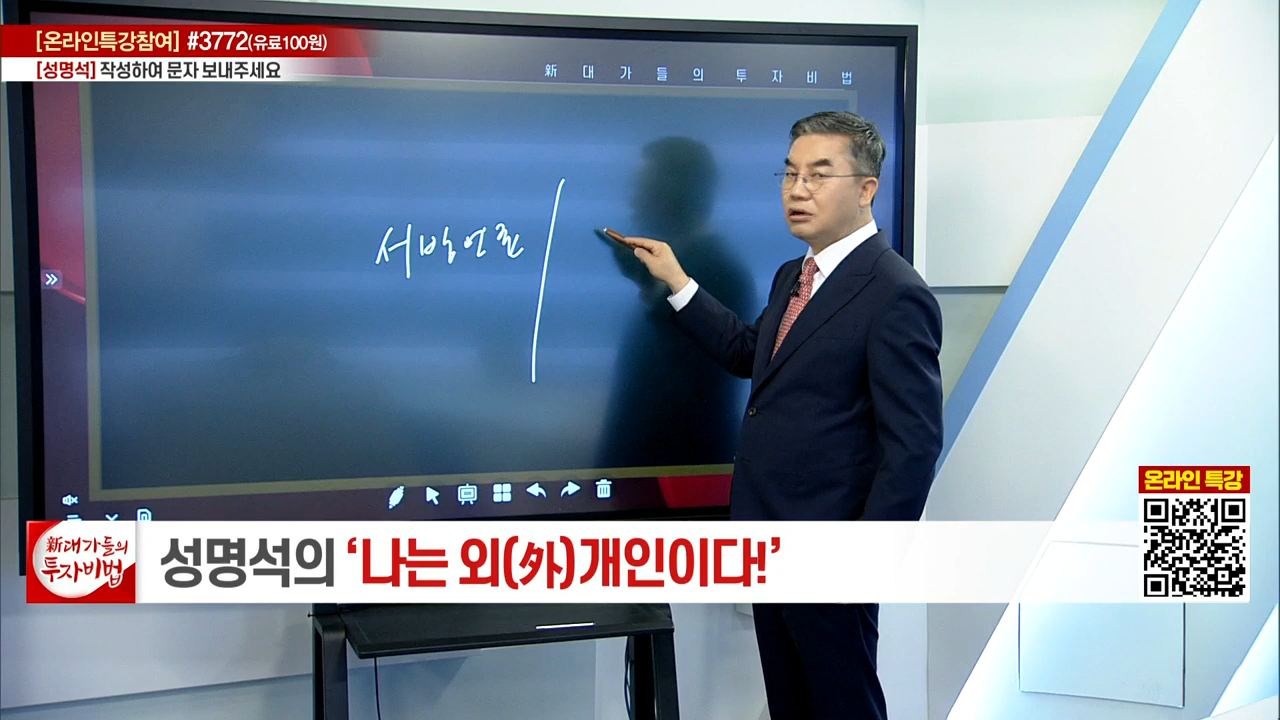 [온라인특강참여] #3772(유료100원)
[성명석] 작성하여 문자 보내주세요
新 대 가 들 의 투 자 비 법
서방언론
온라인 특강
新대가들의
투자비법
성명석의 ‘나는 외(外)개인이다!’